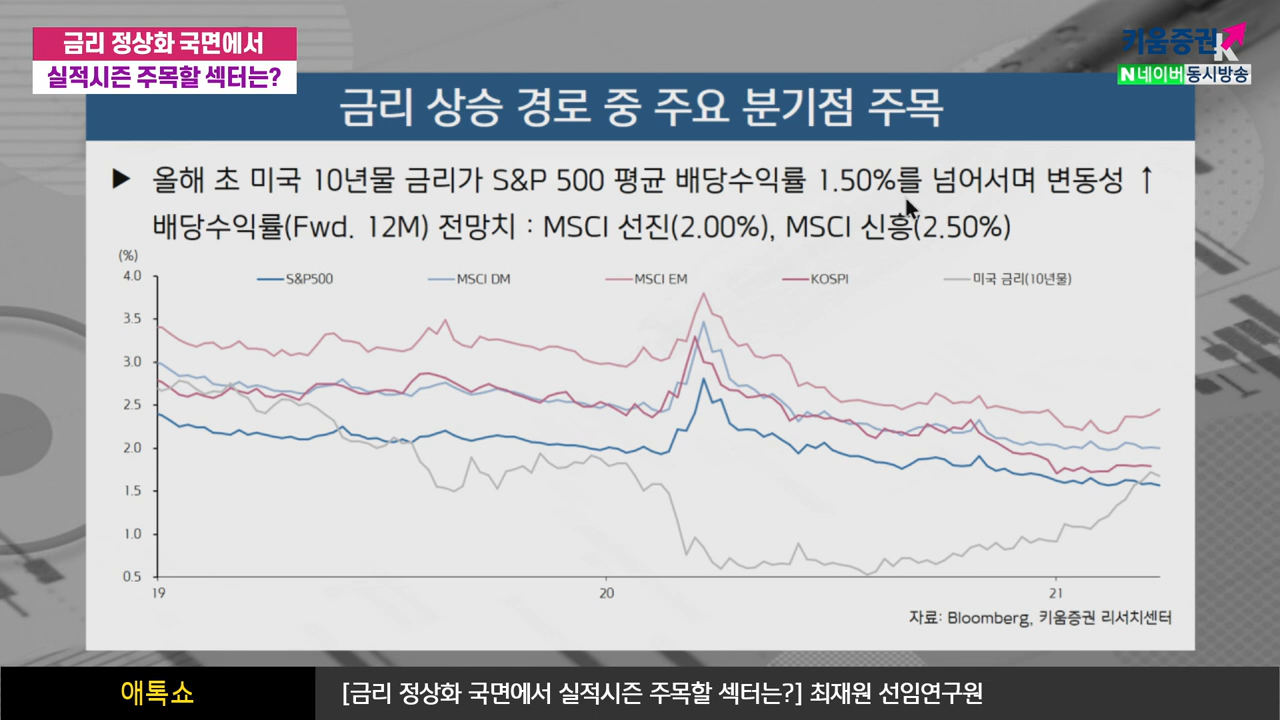 금리 정상화 국면에서
실적시즌 주목할 섹터는?
키움증권
K
N 네이버 동시방송
금리 상승 경로 중 주요 분기점 주목
▶ 올해 초 미국 10년물 금리가 S&P 500 평균 배당수익률 1.50%를 넘어서며 변동성 ↑
배당수익률(Fwd. 12M) 전망치 : MSCI 선진(2.00%), MSCI 신흥(2.50%)
(%)
S&P500 MSCI DM MSCI EM KOSPI 미국 금리(10년물)
4.0
3.5
3.0
2.5
2.0
1.5
1.0
0.5
19 20 21
자료: Bloomberg, 키움증권 리서치센터
애톡쇼
[금리 정상화 국면에서 실적시즌 주목할 섹터는?] 최재원 선임연구원